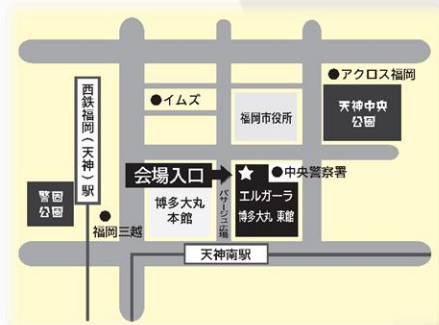 アクロス福岡
天神中央
公園
イムズ
福岡市役所
西鉄福岡(天神)駅
会場入口
中央警察署
エルガーラ
博多大丸 東館
博多大丸
本館
パサージュ広場
警固
公園
福岡三越
天神南駅